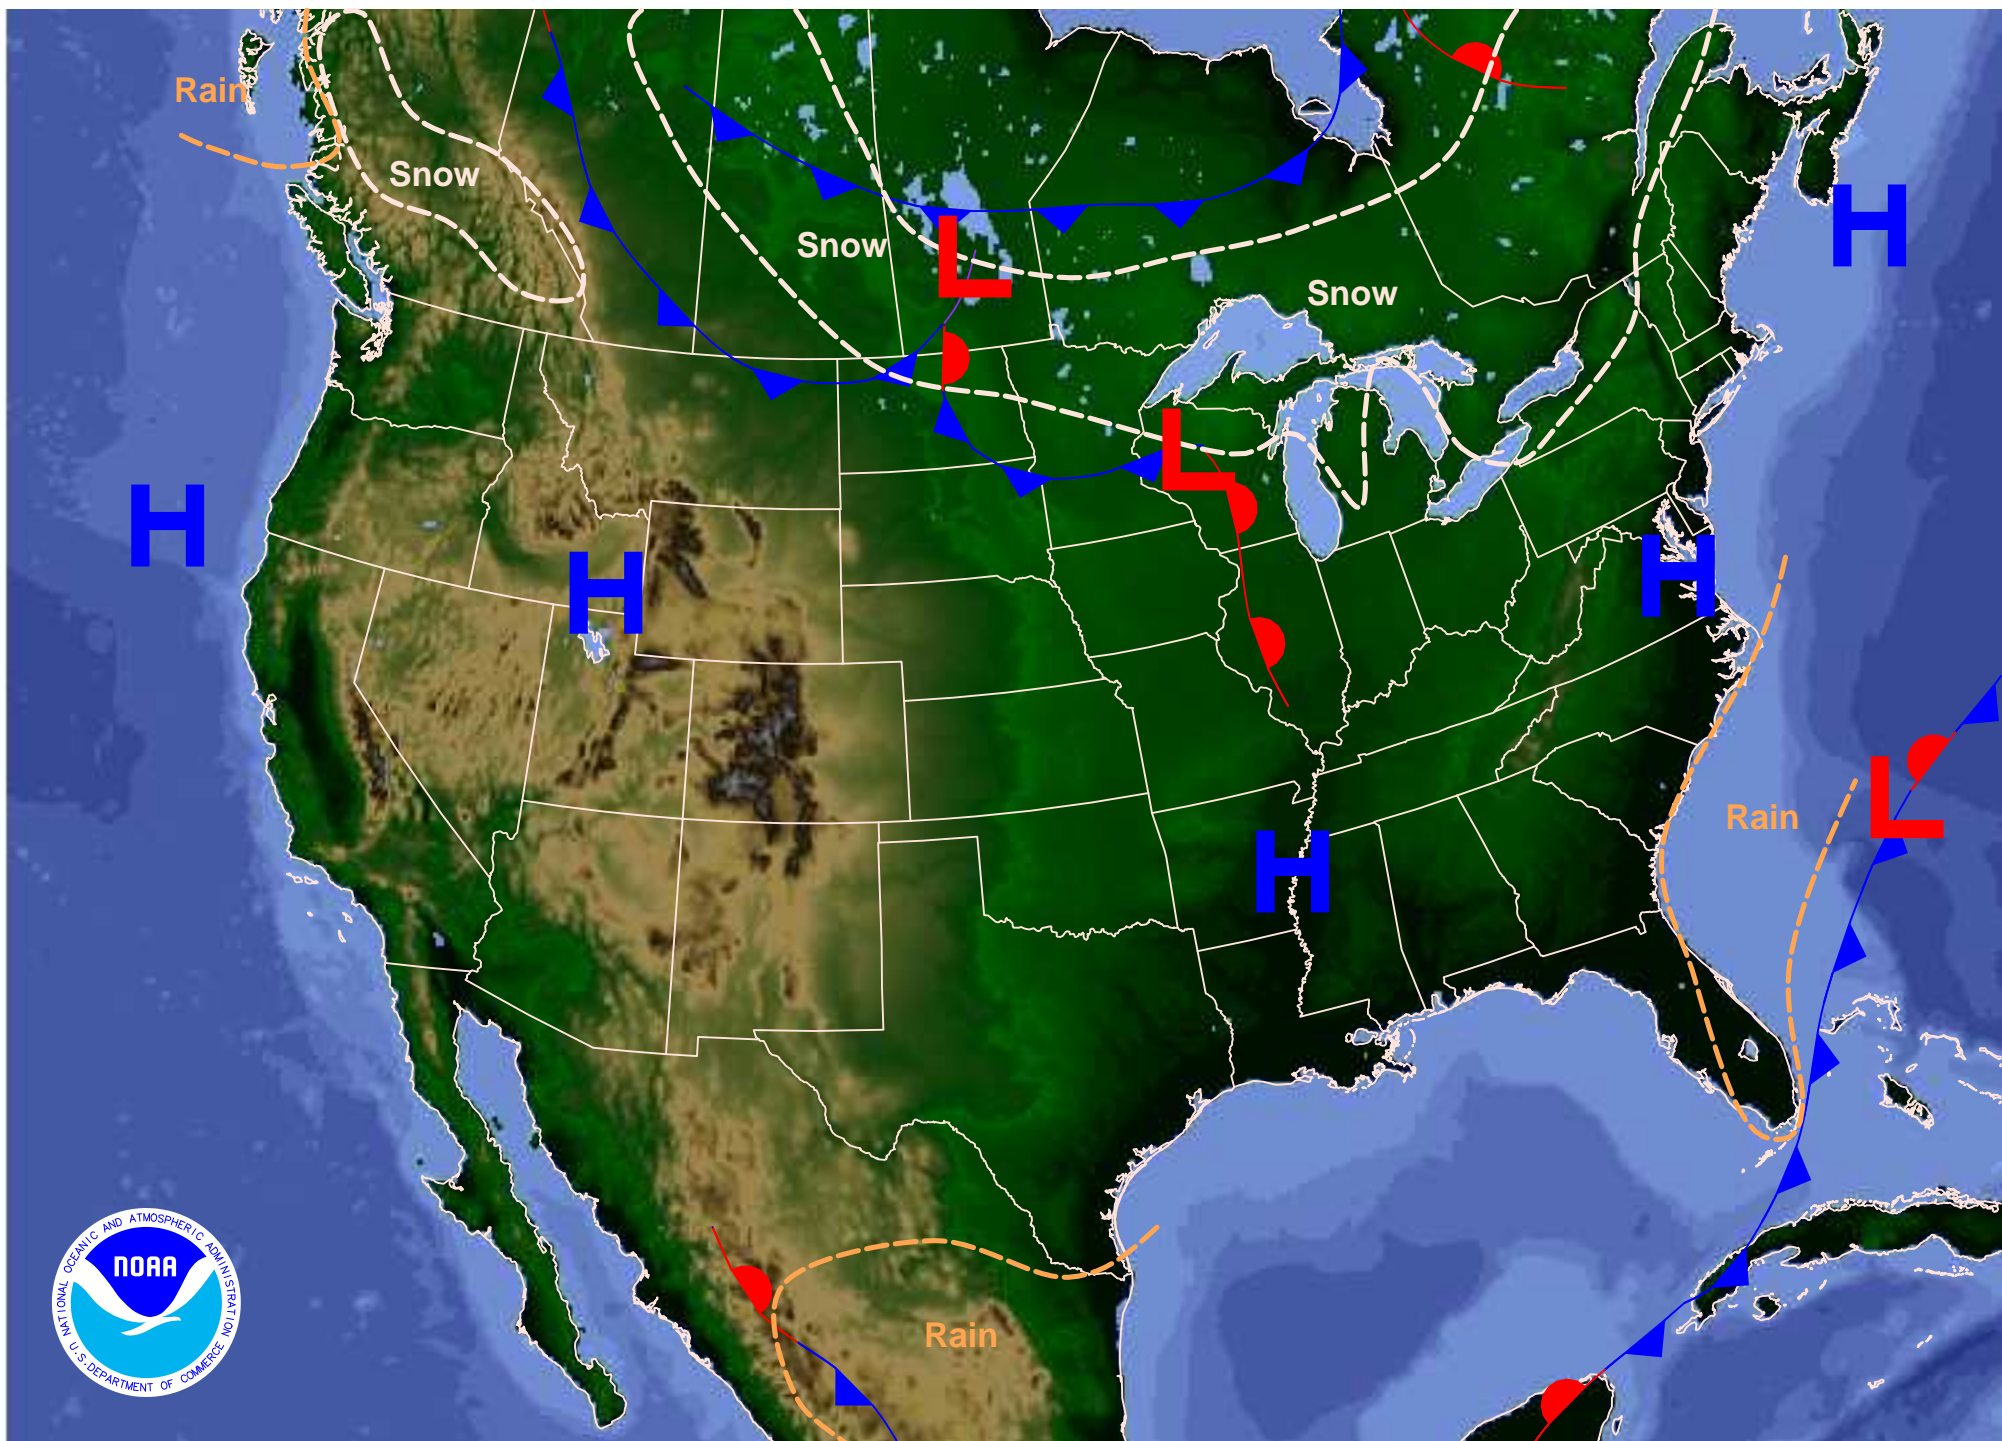 Rain
Snow
H
Snow
L
Snow
H
L
H
H
L
Rain
H
H
Rain
NATIONAL OCEANIC AND ATMOSPHERIC ADMINISTRATION
NOAA
U.S. DEPARTMENT OF COMMERCE